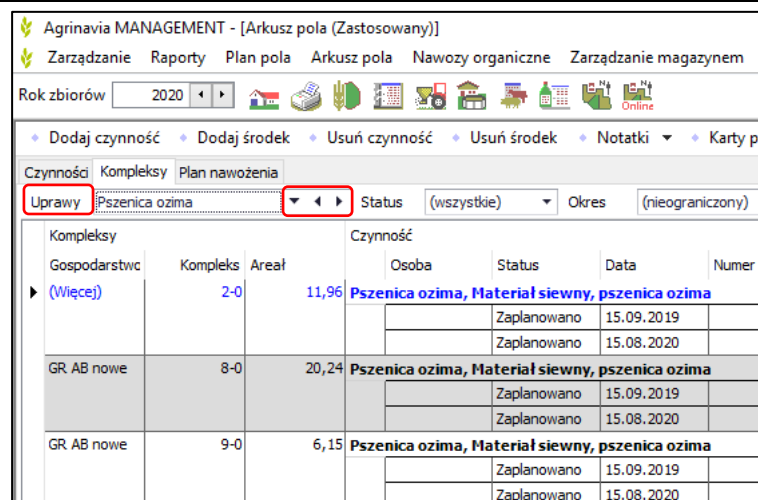 Agrinavia MANAGEMENT - [Arkusz pola (Zastosowany)]
Zarządzanie Raporty Plan pola Arkusz pola Nawozy organiczne Zarządzanie magazynem
Rok zbiorów 2020 N↑ N↑ Online
Dodaj czynność Dodaj środek Usuń czynność Usuń środek Notatki Karty p
Czynności Kompleksy Plan nawożenia
Uprawy Pszenica ozima Status (wszystkie) Okres (nieograniczony)
Kompleksy Czynność
Gospodarstwo Kompleks Areał Osoba Status Data Numer
(Więcej) 2-0 11,96 Pszenica ozima, Materiał siewny, pszenica ozima
Zaplanowano 15.09.2019
Zaplanowano 15.08.2020
GR AB nowe 8-0 20,24 Pszenica ozima, Materiał siewny, pszenica ozima
Zaplanowano 15.09.2019
Zaplanowano 15.08.2020
GR AB nowe 9-0 6,15 Pszenica ozima, Materiał siewny, pszenica ozima
Zaplanowano 15.09.2019
Zaplanowano 15.08.2020